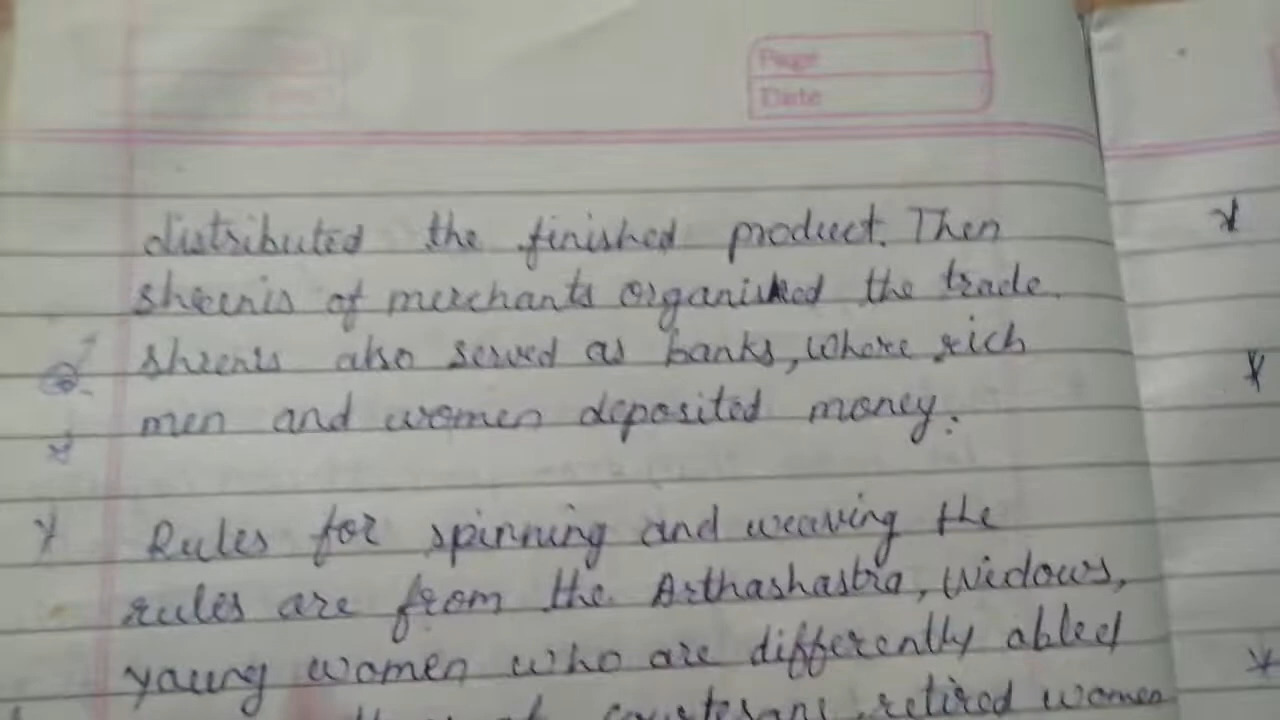 Page
Date
distributed the finished product. Then
sheenis of merchants organised the trade.
shrenis also served as banks, where rich
men and women deposited money.
Rules for spinning and weaving the
rules are from the Arthashastra, widows,
young women who are differently abled
courtesans, retired women